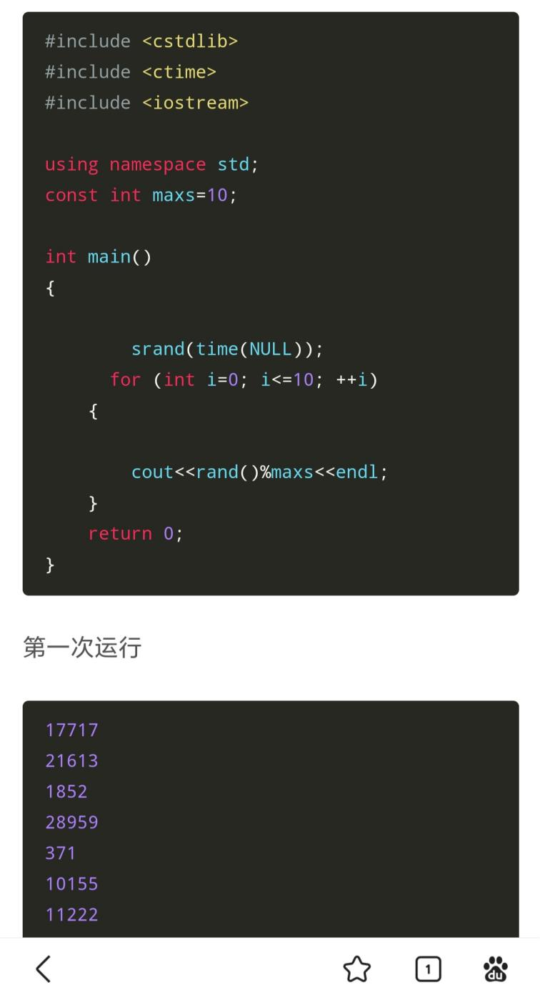 #include <cstdlib>
#include <ctime>
#include <iostream>
using namespace std;
const int maxs=10;
int main()
{
srand(time(NULL));
for (int i=0; i<=10; ++i)
{
cout<<rand()%maxs<<endl;
}
return 0;
}
第一次运行
17717
21613
1852
28959
371
10155
11222
1
du